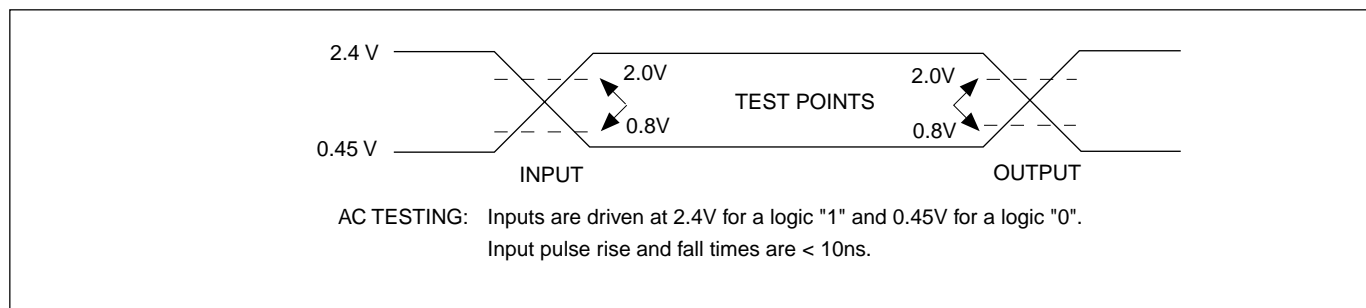 2.4 V
2.0V
2.0V
TEST POINTS
0.8V
0.8V
0.45 V
INPUT
OUTPUT
AC TESTING: Inputs are driven at 2.4V for a logic "1" and 0.45V for a logic "0".
Input pulse rise and fall times are < 10ns.